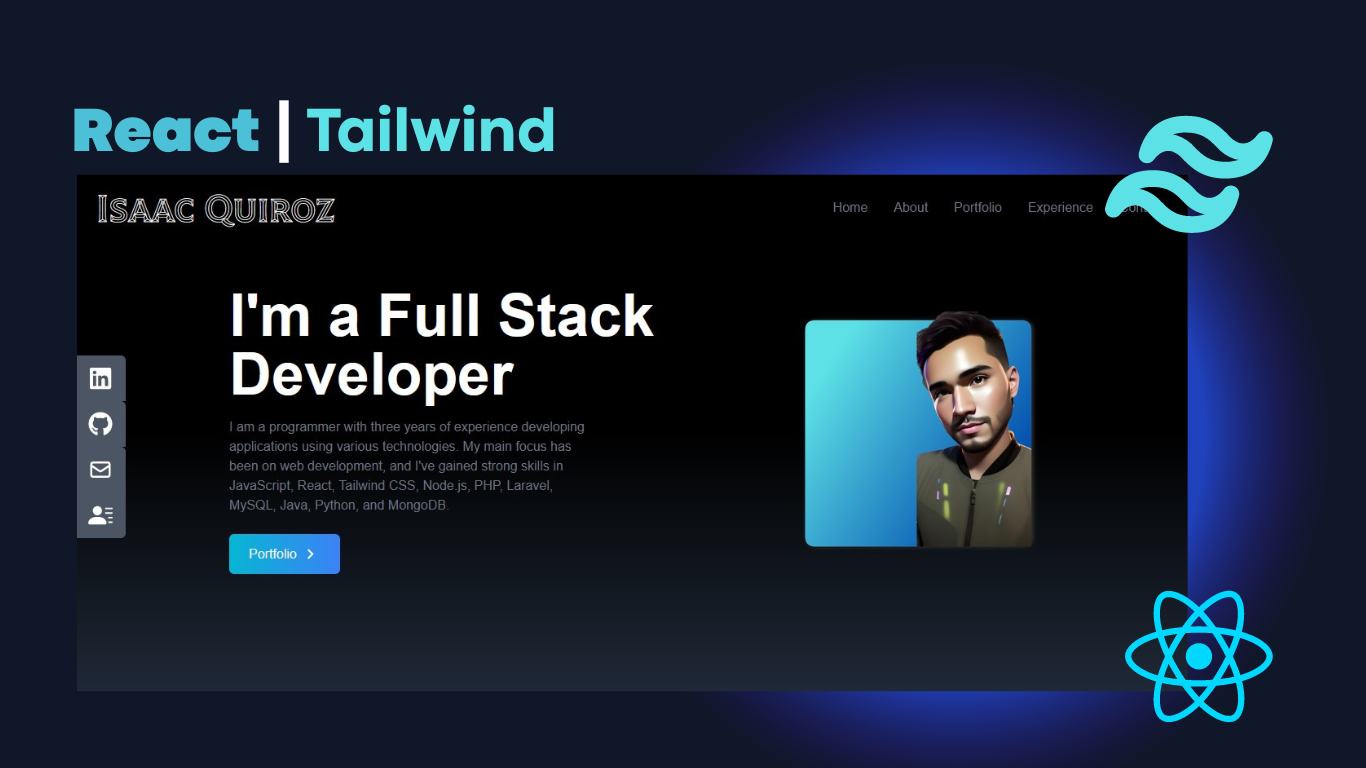 React | Tailwind
ISAAC QUIROZ
Home About Portfolio Experience
I'm a Full Stack
Developer
I am a programmer with three years of experience developing
applications using various technologies. My main focus has
been on web development, and I've gained strong skills in
JavaScript, React, Tailwind CSS, Node.js, PHP, Laravel,
MySQL, Java, Python, and MongoDB.
in
Portfolio